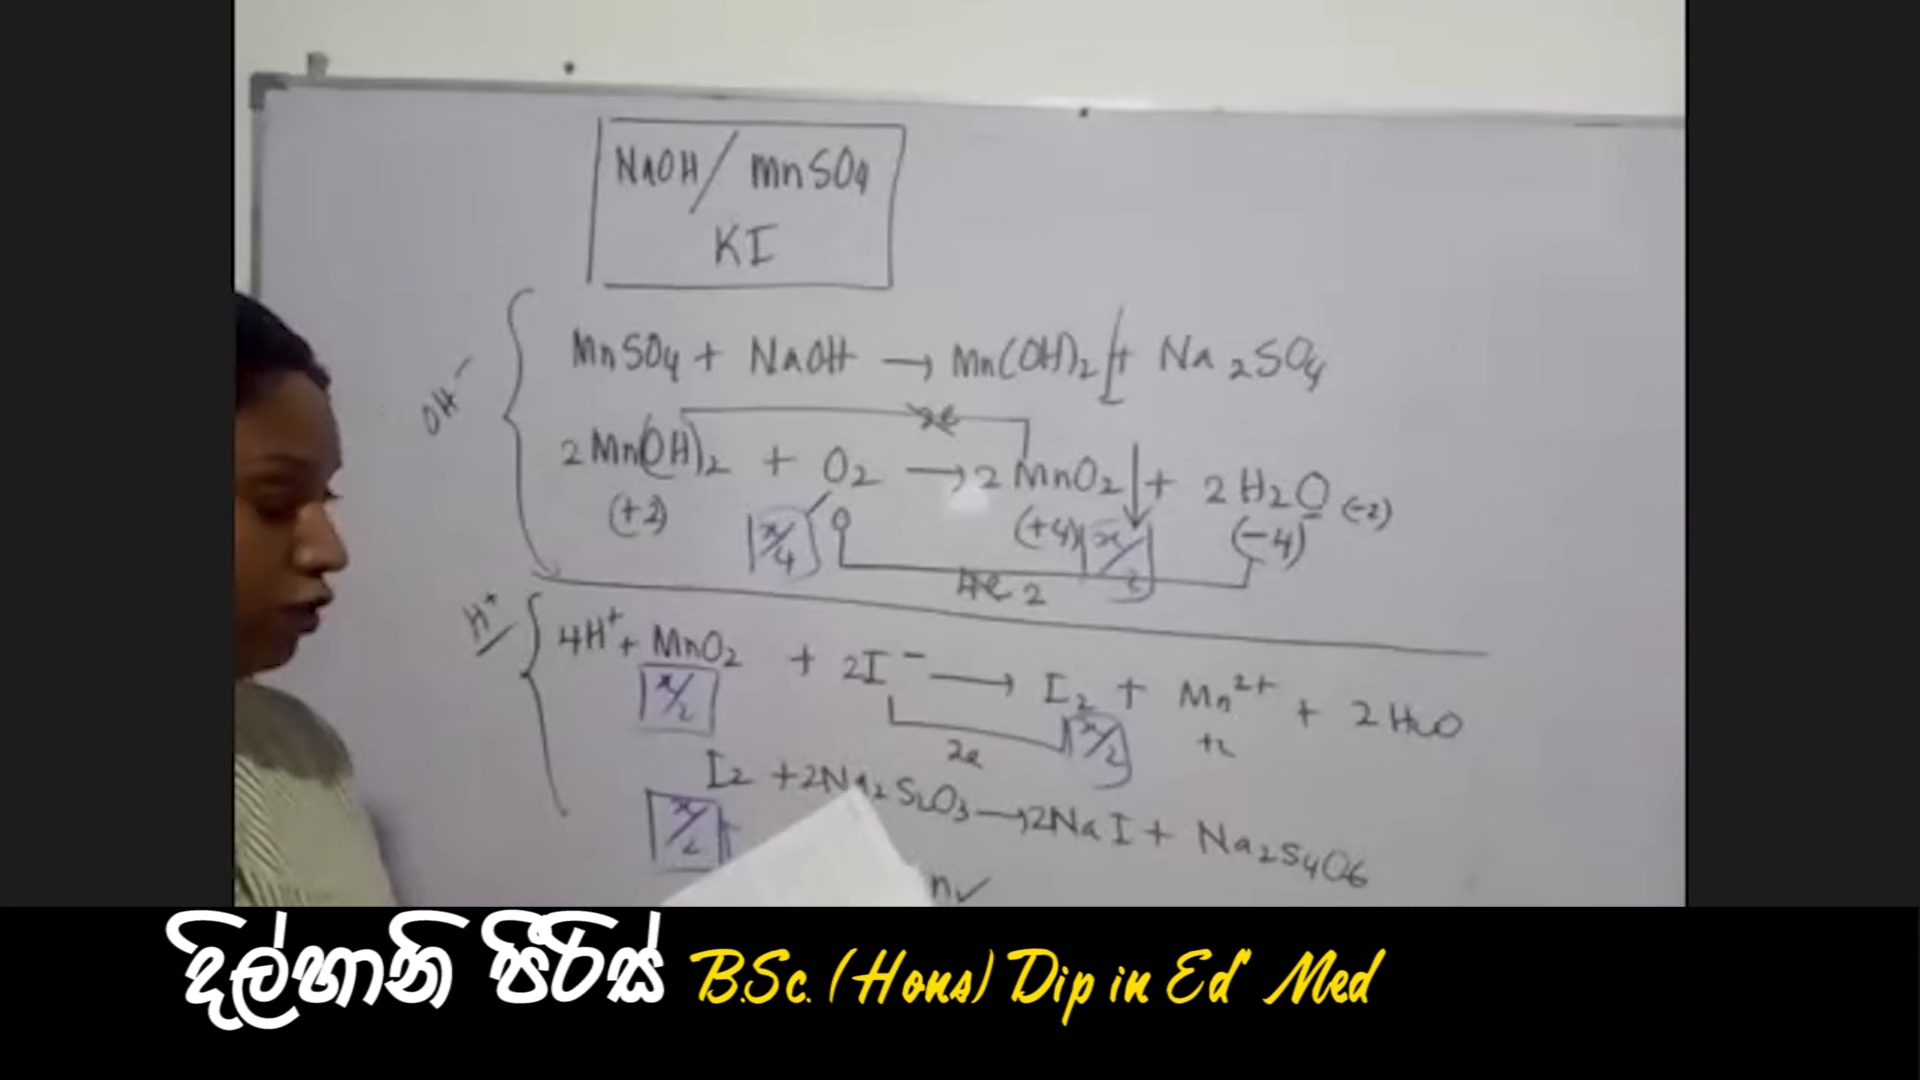 NaOH/ MnSO4
KI
MnSO4 + NaOH → Mn(OH)2↓ + Na2SO4
OH-
2e
2Mn(OH)2 + O2 → 2MnO2↓ + 2H2O (-2)
(+2) x/4 0 (+4) x/2 (-4)
4e 2
H+
4H+ + MnO2 + 2I- → I2 + Mn2+ + 2H2O
x/2 2e x/2 +2
I2 + 2Na2S2O3 → 2NaI + Na2S4O6
x/2
දිල්හානි පීරිස් B.Sc. (Hons) Dip in Ed Med